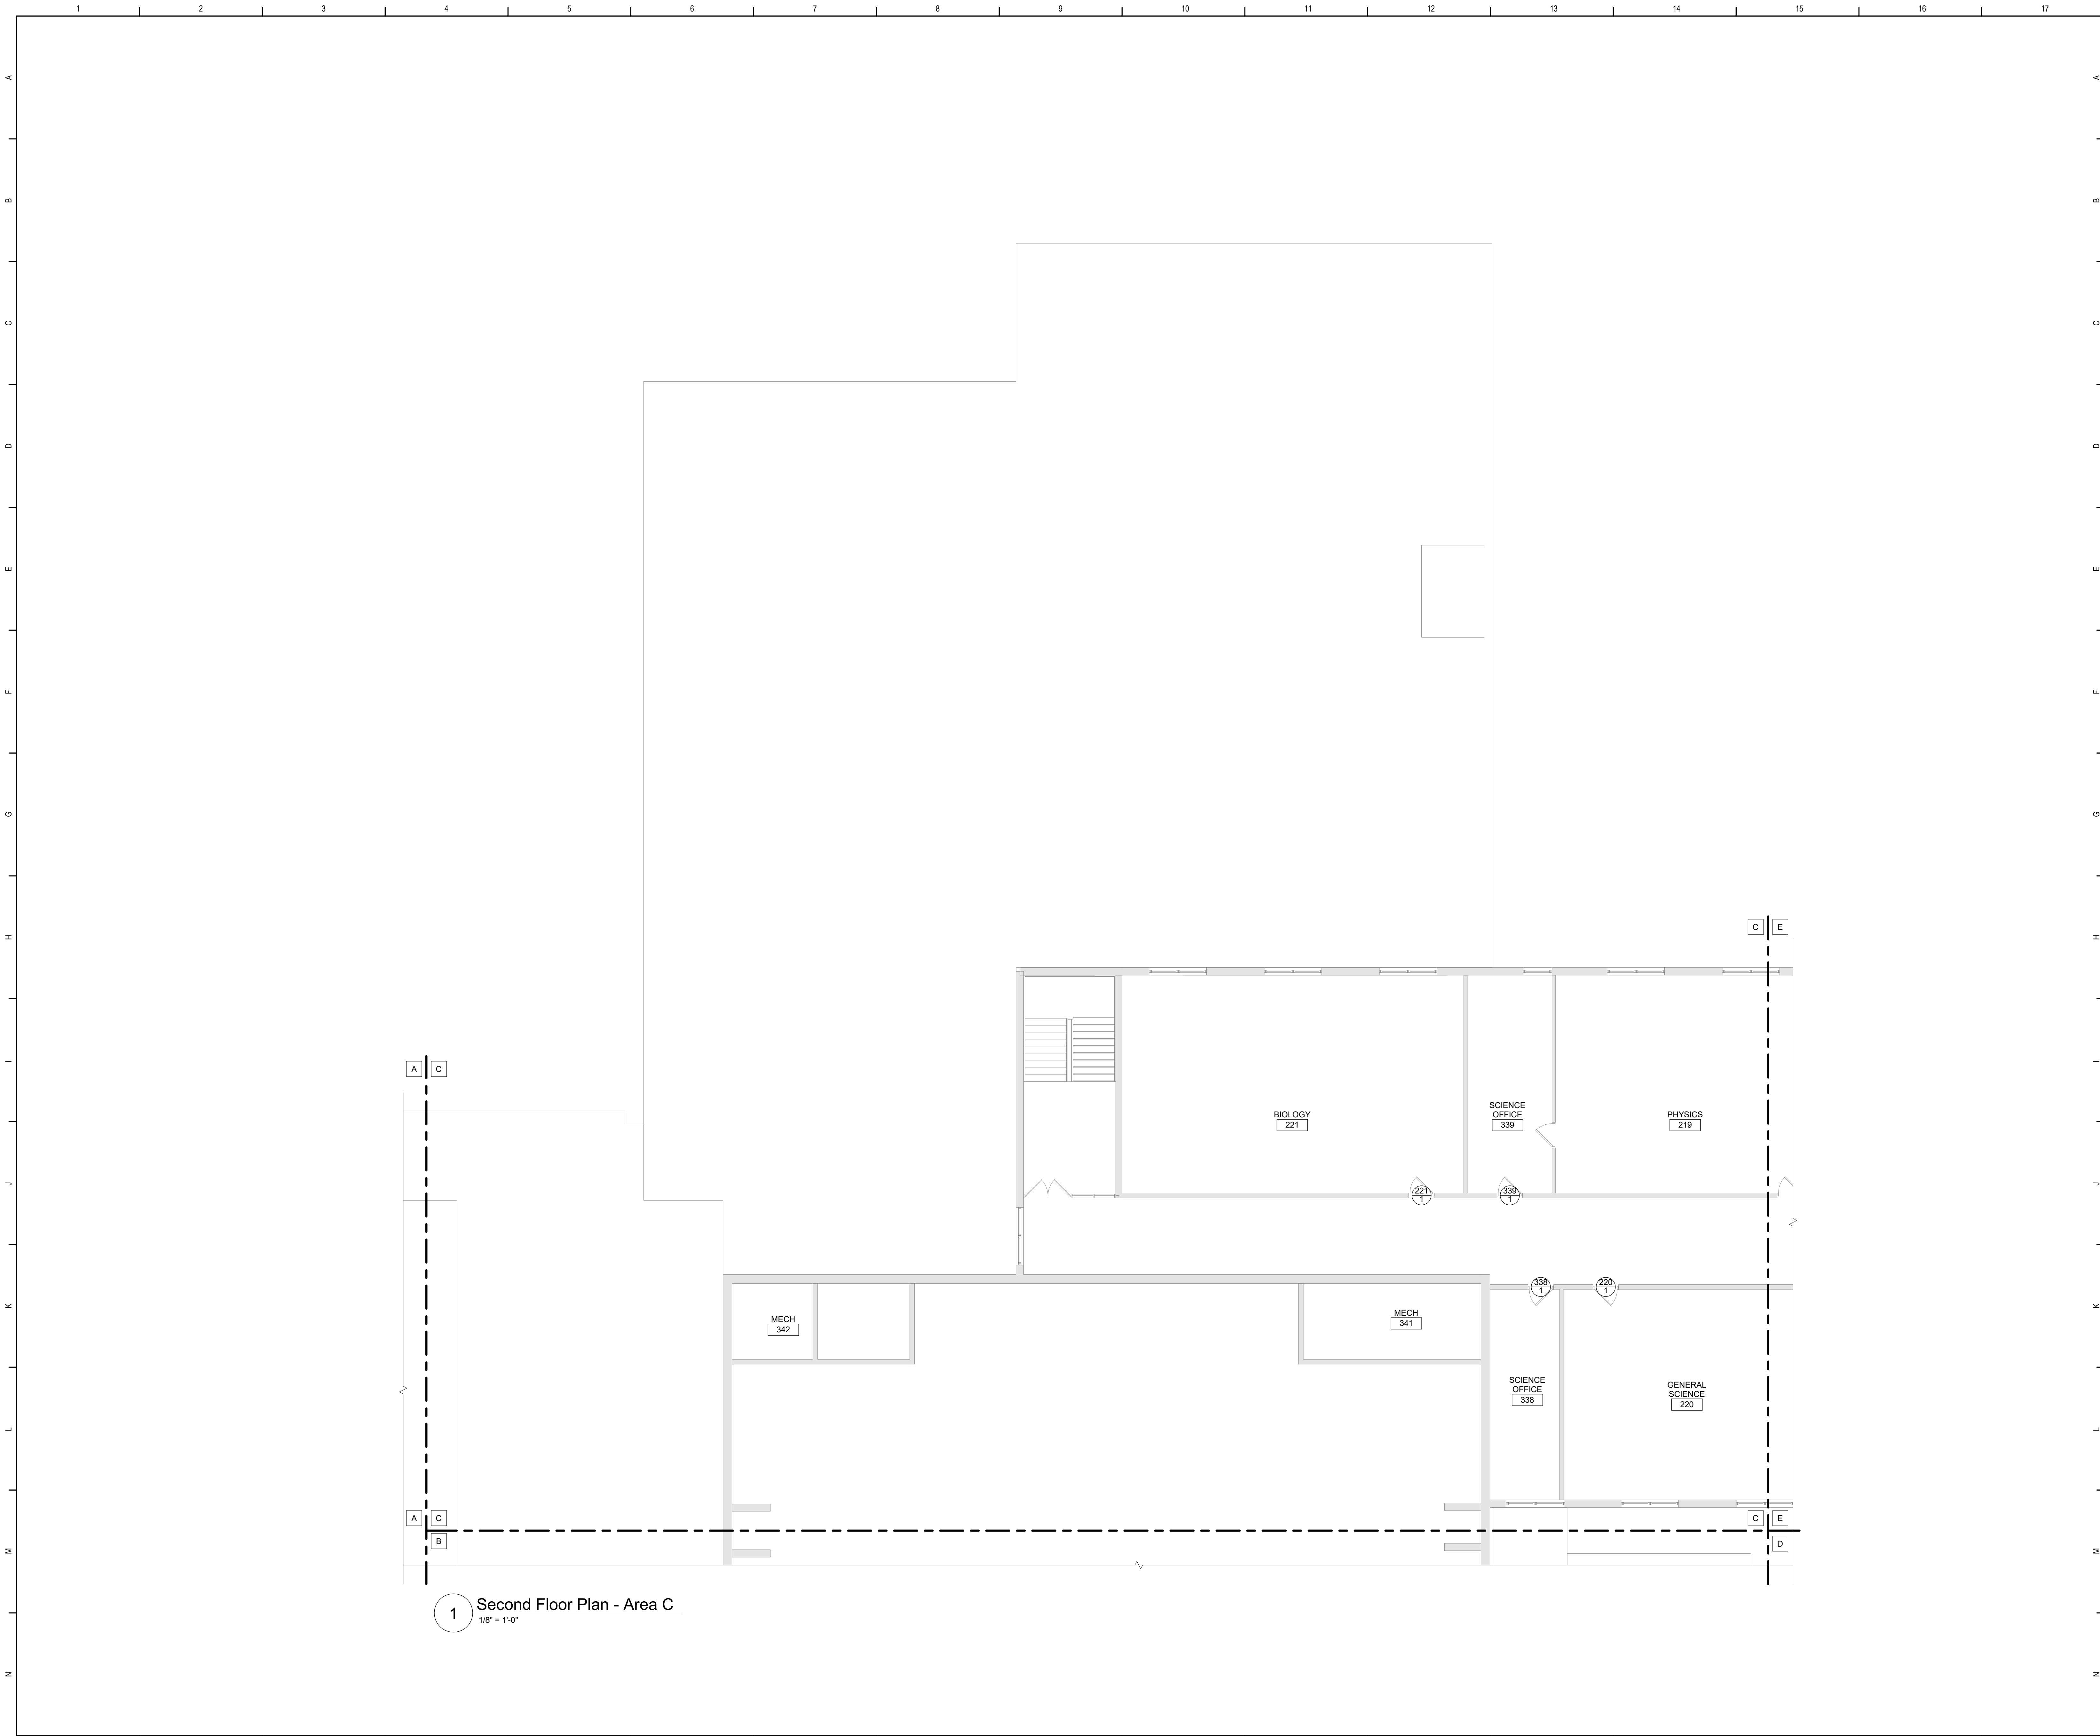 1 2 3 4 5 6 7 8 9 10 11 12 13 14 15 16 17
A A
B B
C C
D D
E E
F F
G G
H H
C E
I I
A C
SCIENCE
OFFICE
339
BIOLOGY
221
PHYSICS
219
J J
221
1
339
1
338
1
220
1
K K
MECH
342
MECH
341
SCIENCE
OFFICE
338
GENERAL
SCIENCE
220
L L
A C
B
C E
D
M M
1
Second Floor Plan - Area C
1/8" = 1'-0"
N N